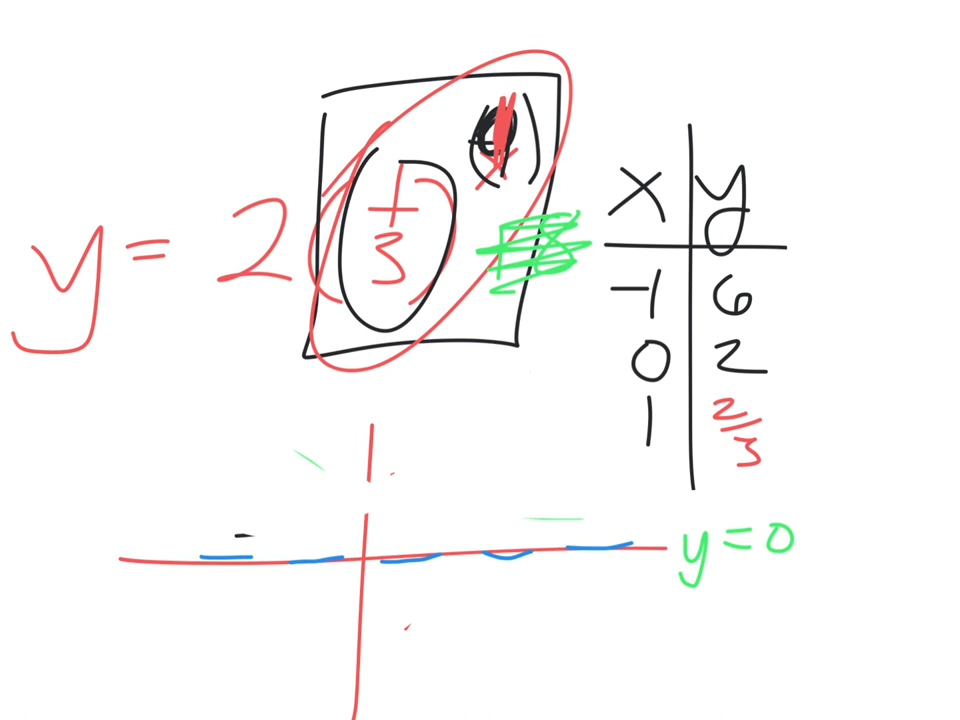 y = 2(1/3)
x y
-1 6
0 2
1 2/3
y = 0